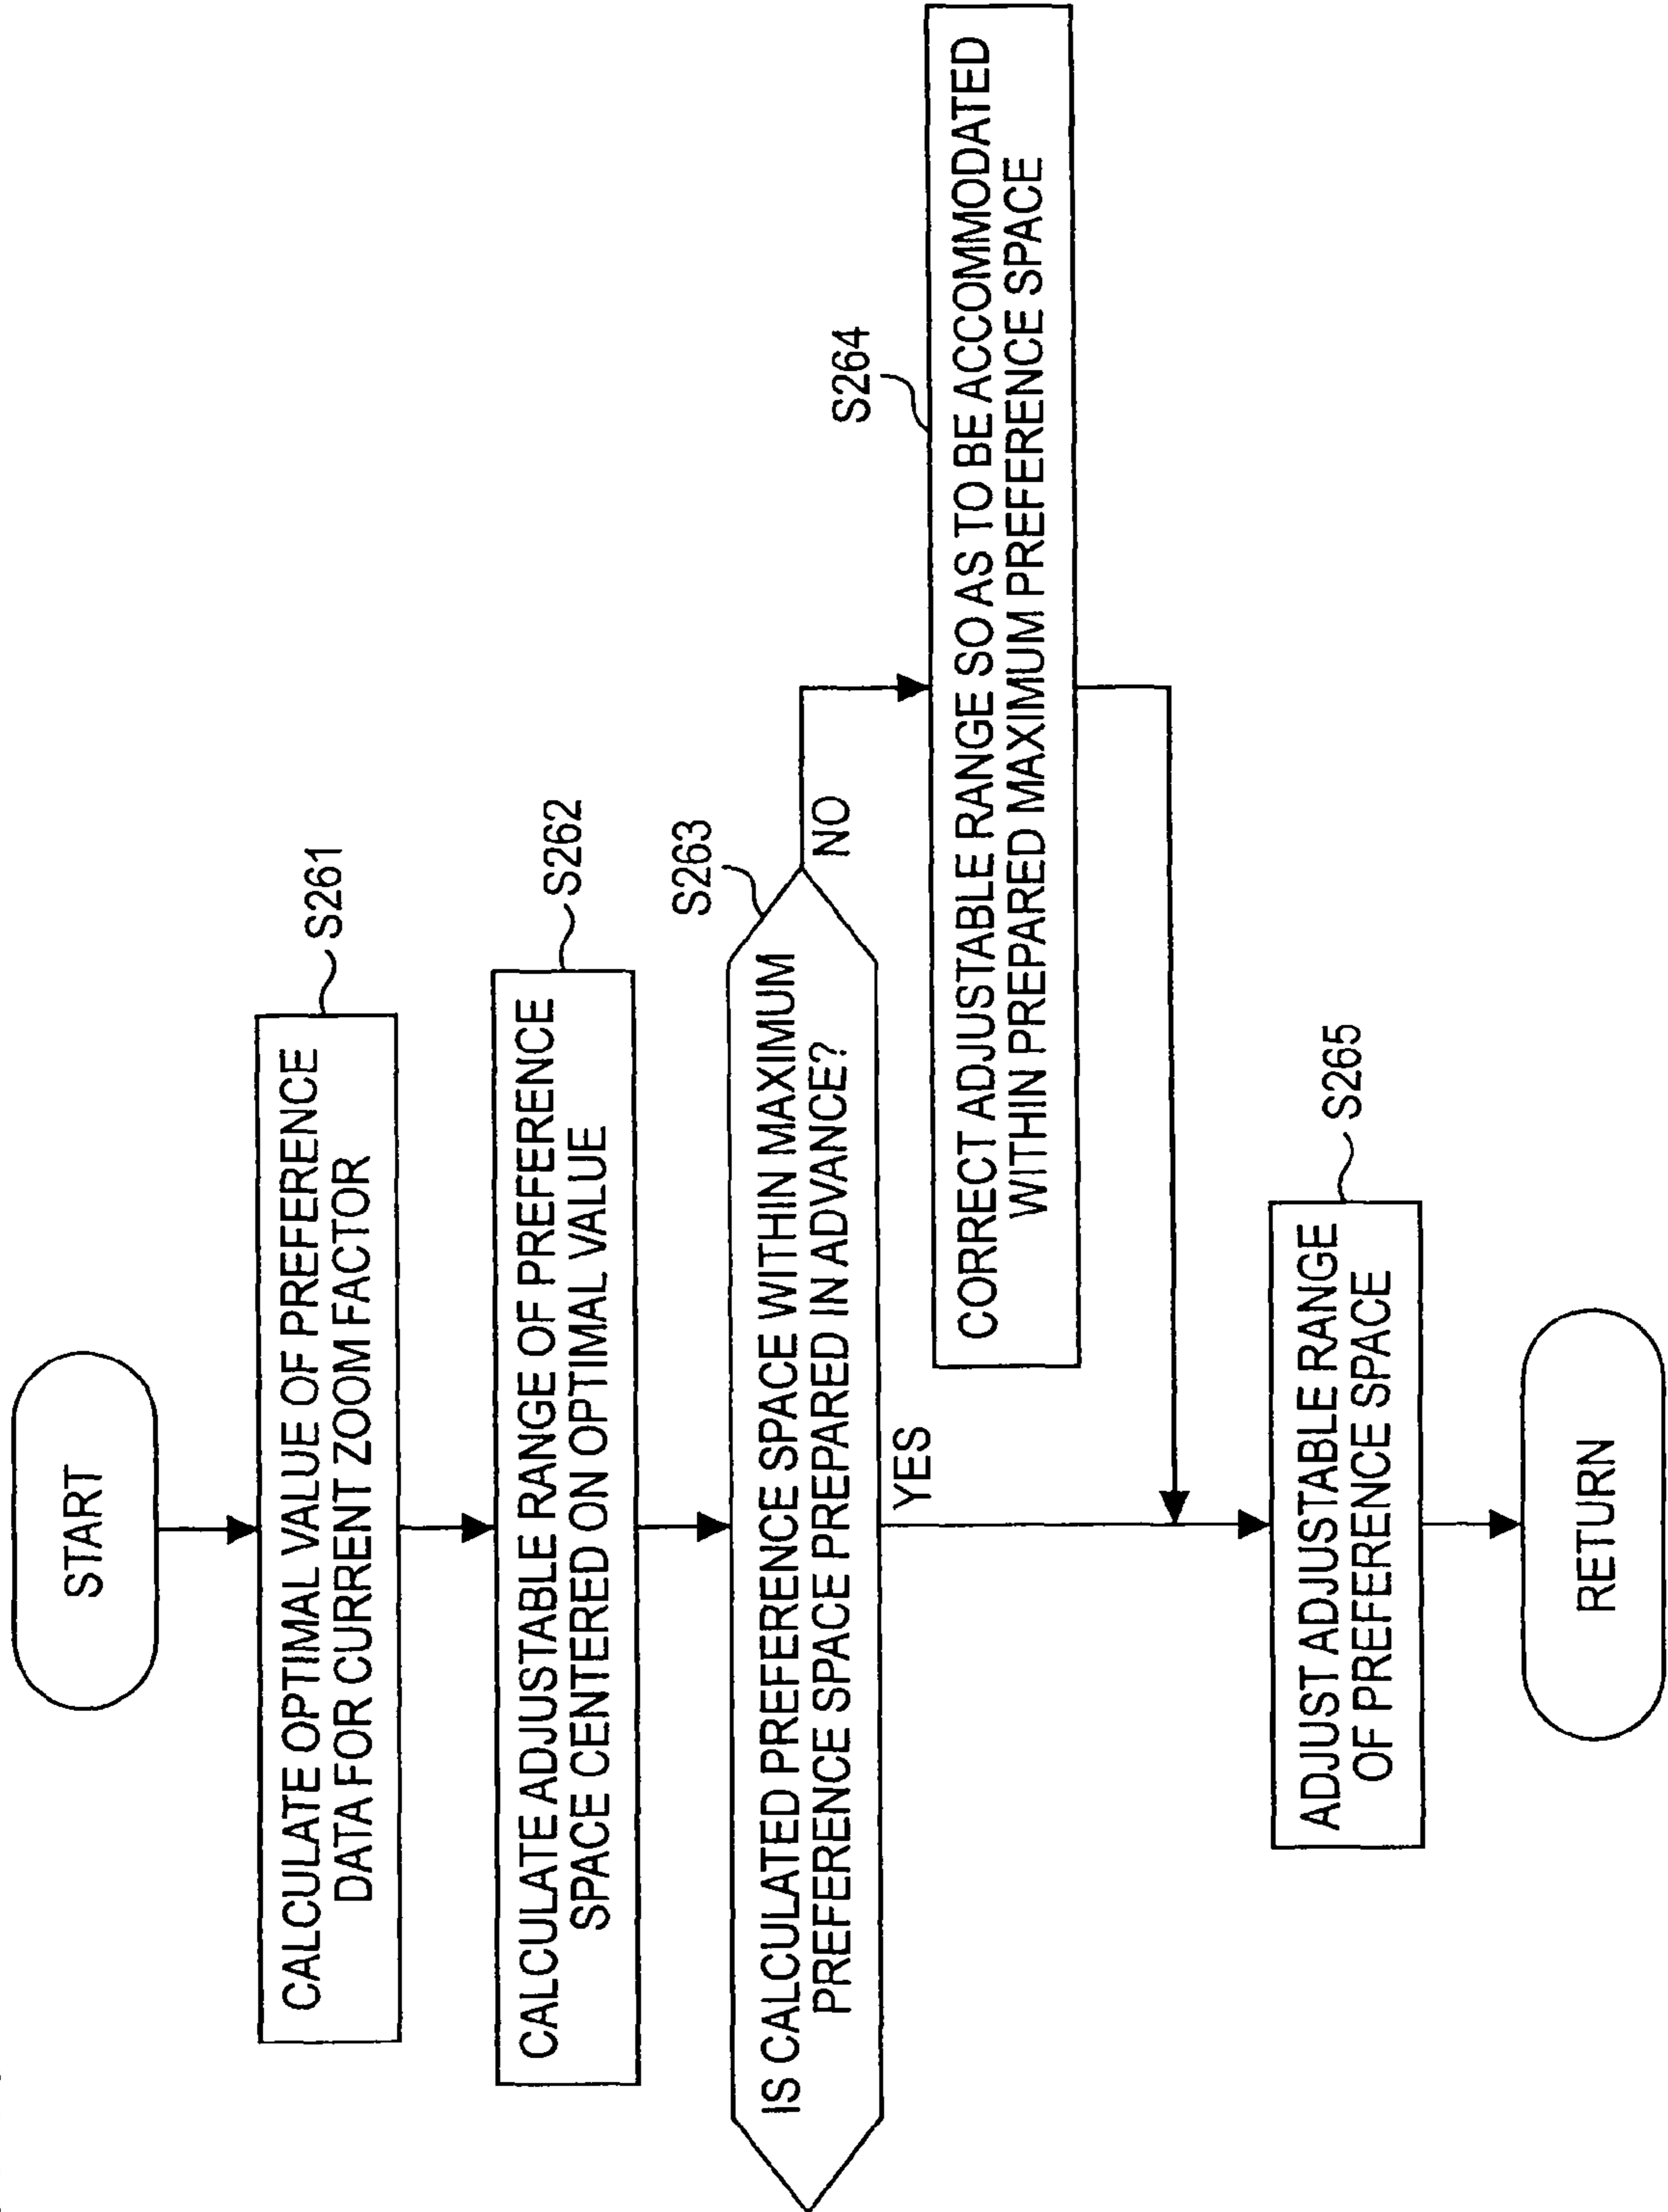 START
CALCULATE OPTIMAL VALUE OF PREFERENCE
DATA FOR CURRENT ZOOM FACTOR
S261
CALCULATE ADJUSTABLE RANGE OF PREFERENCE
SPACE CENTERED ON OPTIMAL VALUE
S262
IS CALCULATED PREFERENCE SPACE WITHIN MAXIMUM
PREFERENCE SPACE PREPARED IN ADVANCE?
S263
NO
YES
S264
CORRECT ADJUSTABLE RANGE SO AS TO BE ACCOMMODATED
WITHIN PREPARED MAXIMUM PREFERENCE SPACE
ADJUST ADJUSTABLE RANGE
OF PREFERENCE SPACE
S265
RETURN